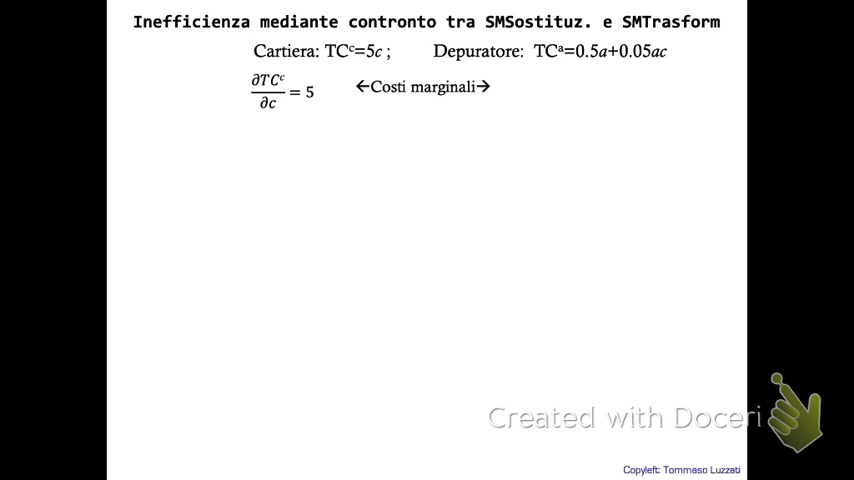 Inefficienza mediante contronto tra SMSostituz. e SMTrasform
Cartiera: TCᶜ=5c ; Depuratore: TCᵃ=0.5a+0.05ac
∂TCᶜ/∂c = 5 ←Costi marginali→
Created with Doceri
Copyleft: Tommaso Luzzati